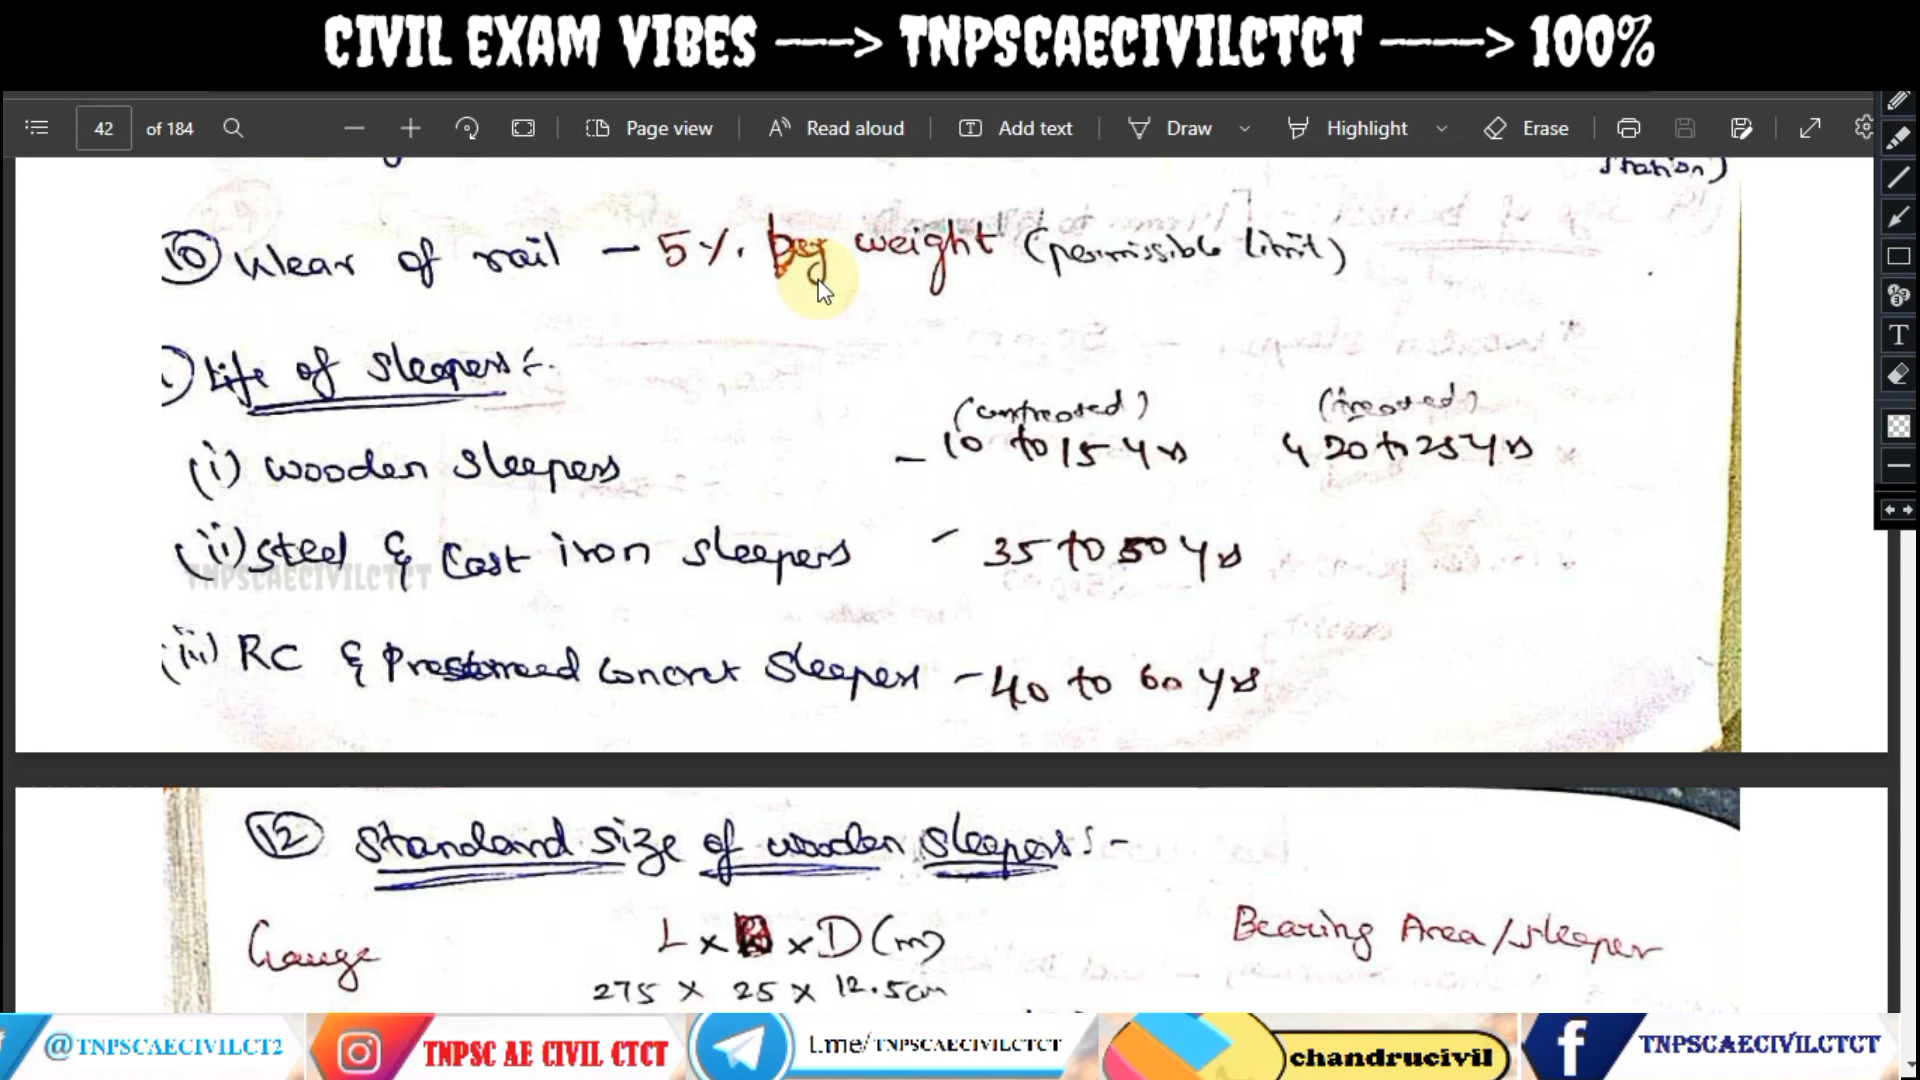 CIVIL EXAM VIBES ---> TNPSCAECIVILCTCT ----> 100%
42 of 184 Page view Read aloud Add text Draw Highlight Erase
station)
10 Wear of rail - 5%. by weight (permissible limit)
Life of sleepers:-
(untreated) (treated)
(i) wooden sleepers - 10 to 15 yrs & 20 to 25 yrs
(ii) Steel & Cast iron sleepers - 35 to 50 yrs
TNPSCAECIVILCTCT
(iii) RC & Prestressed Concret Sleepers - 40 to 60 yrs
12 Standard size of wooden sleepers:-
Gauge L x B x D (m) Bearing Area/sleeper
275 x 25 x 12.5cm
@TNPSCAECIVILCT2 TNPSC AE CIVIL CTCT t.me/TNPSCAECIVILCTCT chandrucivil TNPSCAECIVILCTCT